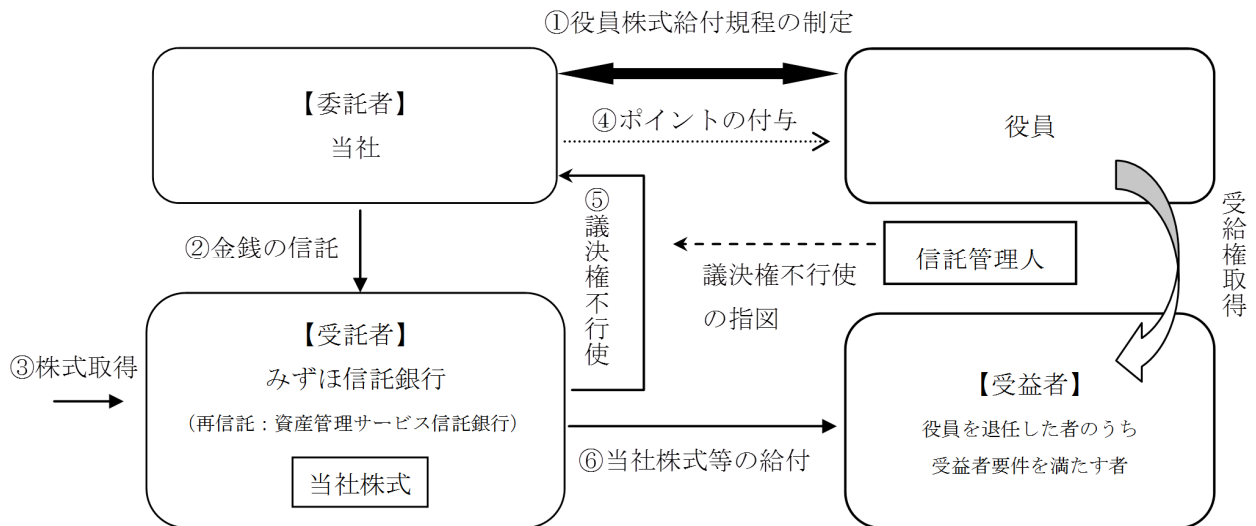 ①役員株式給付規程の制定
【委託者】
当社
④ポイントの付与
役員
②金銭の信託
⑤議決権不行使
議決権不行使
の指図
信託管理人
受給権取得
③株式取得
【受託者】
みずほ信託銀行
（再信託：資産管理サービス信託銀行）
当社株式
⑥当社株式等の給付
【受益者】
役員を退任した者のうち
受益者要件を満たす者